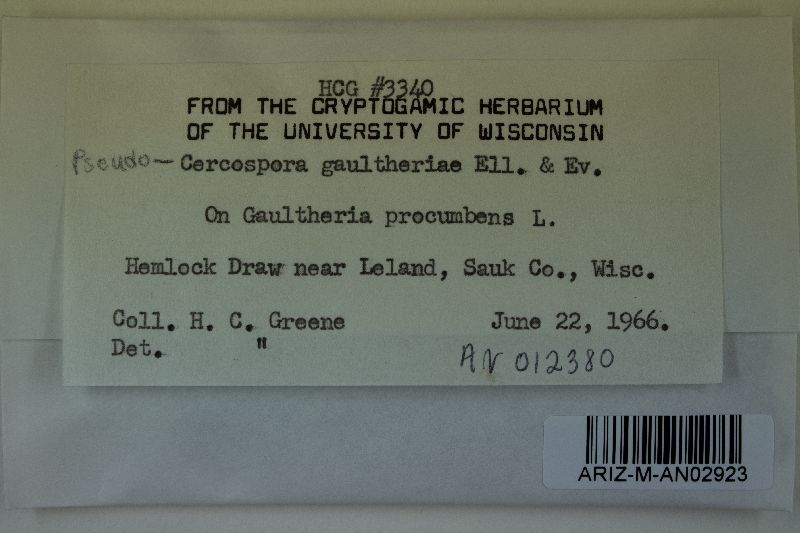 HCG #3340
FROM THE CRYPTOGAMIC HERBARIUM
OF THE UNIVERSITY OF WISCONSIN
Pseudo- Cercospora gaultheriae Ell. & Ev.
On Gaultheria procumbens L.
Hemlock Draw near Leland, Sauk Co., Wisc.
Coll. H. C. Greene June 22, 1966.
Det. "
AN 012380
ARIZ-M-AN02923